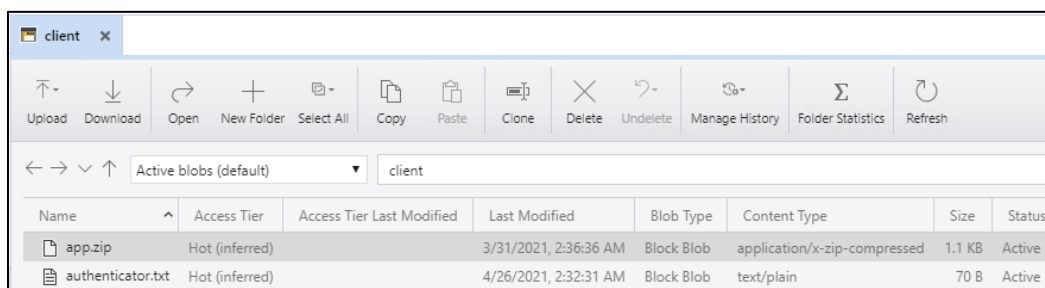 client
Upload Download Open New Folder Select All Copy Paste Clone Delete Undelete Manage History Folder Statistics Refresh
Active blobs (default) client
Name Access Tier Access Tier Last Modified Last Modified Blob Type Content Type Size Status
app.zip Hot (inferred) 3/31/2021, 2:36:36 AM Block Blob application/x-zip-compressed 1.1 KB Active
authenticator.txt Hot (inferred) 4/26/2021, 2:32:31 AM Block Blob text/plain 70 B Active